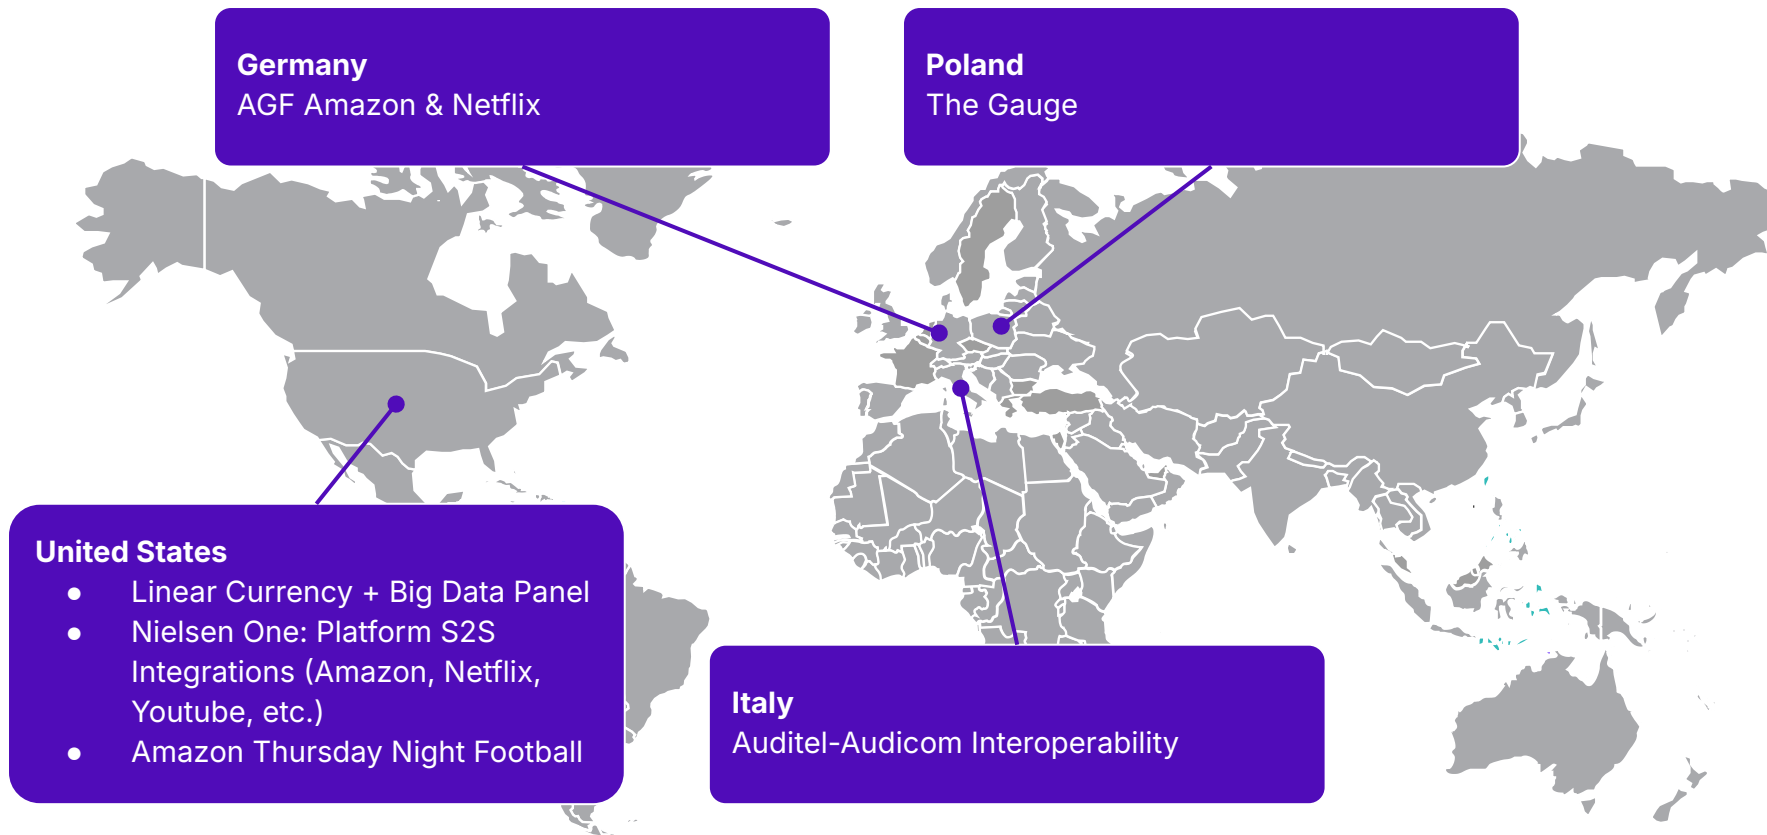 Germany
AGF Amazon & Netflix
Poland
The Gauge
United States
● Linear Currency + Big Data Panel
● Nielsen One: Platform S2S
Integrations (Amazon, Netflix,
Youtube, etc.)
● Amazon Thursday Night Football
Italy
Auditel-Audicom Interoperability